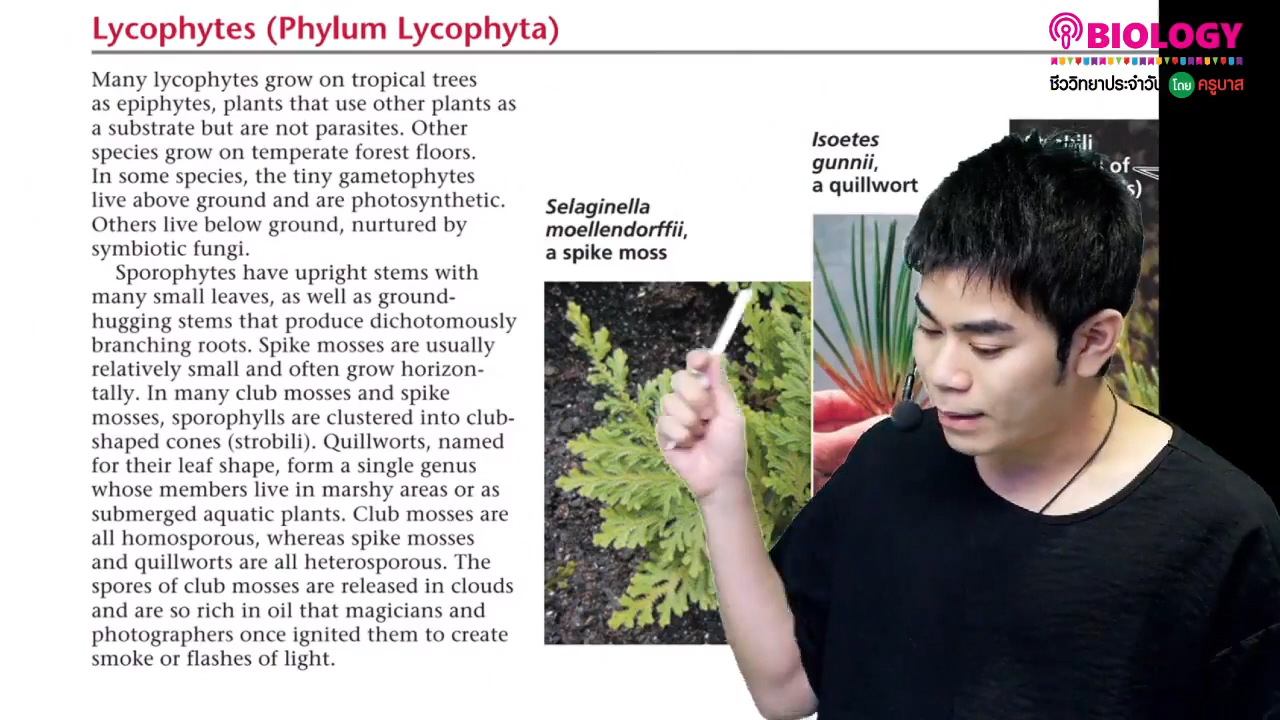 Lycophytes (Phylum Lycophyta)
BIOLOGY
ชีววิทยาประจำวัน โดย ครูบาส
Many lycophytes grow on tropical trees
as epiphytes, plants that use other plants as
a substrate but are not parasites. Other
species grow on temperate forest floors.
In some species, the tiny gametophytes
live above ground and are photosynthetic.
Others live below ground, nurtured by
symbiotic fungi.
Sporophytes have upright stems with
many small leaves, as well as ground-
hugging stems that produce dichotomously
branching roots. Spike mosses are usually
relatively small and often grow horizon-
tally. In many club mosses and spike
mosses, sporophylls are clustered into club-
shaped cones (strobili). Quillworts, named
for their leaf shape, form a single genus
whose members live in marshy areas or as
submerged aquatic plants. Club mosses are
all homosporous, whereas spike mosses
and quillworts are all heterosporous. The
spores of club mosses are released in clouds
and are so rich in oil that magicians and
photographers once ignited them to create
smoke or flashes of light.
Selaginella
moellendorffii,
a spike moss
Isoetes
gunnii,
a quillwort
of